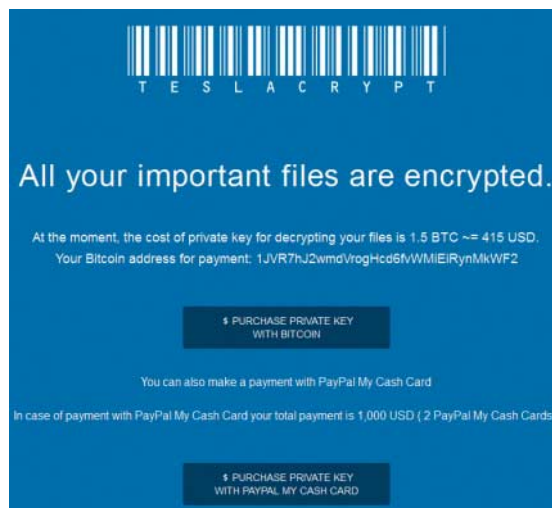 TESLACRYPT
All your important files are encrypted.
At the moment, the cost of private key for decrypting your files is 1.5 BTC ~= 415 USD.
Your Bitcoin address for payment: 1JVR7hJ2wmdVrogHcd6fvWMiEiRynMkWF2
$ PURCHASE PRIVATE KEY
WITH BITCOIN
You can also make a payment with PayPal My Cash Card
In case of payment with PayPal My Cash Card your total payment is 1,000 USD ( 2 PayPal My Cash Cards
$ PURCHASE PRIVATE KEY
WITH PAYPAL MY CASH CARD